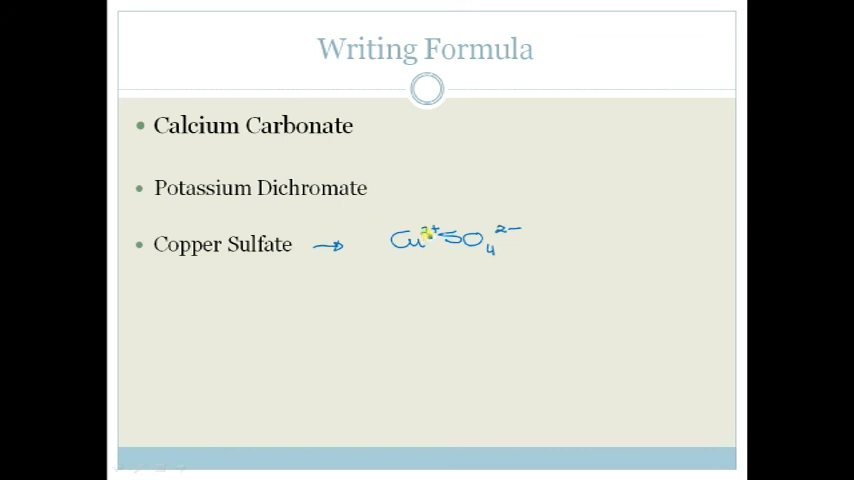 Writing Formula
• Calcium Carbonate
• Potassium Dichromate
• Copper Sulfate → Cu²⁺SO₄²⁻